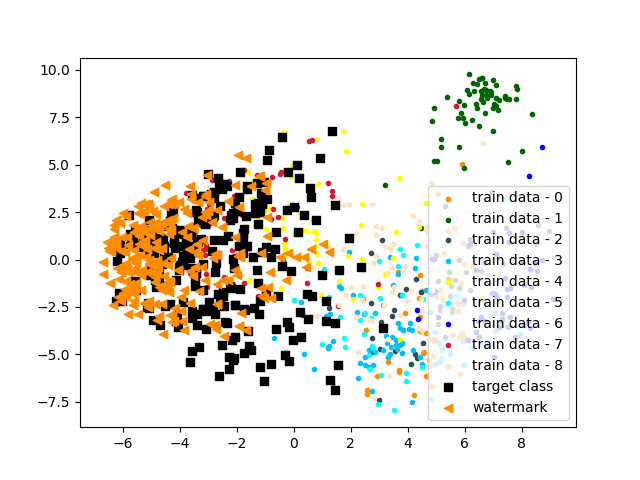 10.0
7.5
5.0
2.5
0.0
−2.5
−5.0
−7.5
−6
−4
−2
0
2
4
6
8
train data - 0
train data - 1
train data - 2
train data - 3
train data - 4
train data - 5
train data - 6
train data - 7
train data - 8
target class
watermark